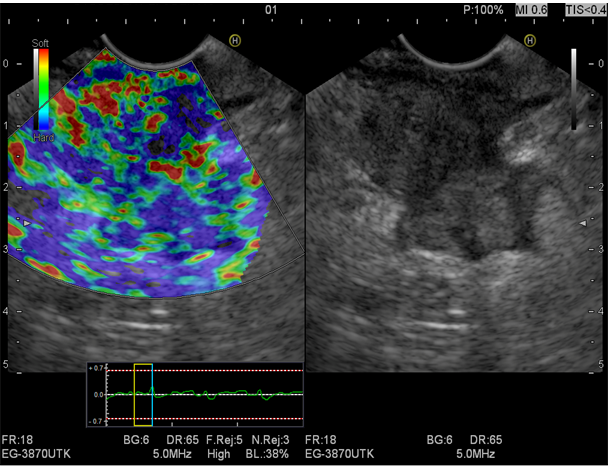 01 P:100% MI 0.6 TIS<0.4
H H
Soft
Hard
0 0
1 1
2 2
3 3
4 4
5 5
+0.7
0.0
-0.7
FR:18 BG:6 DR:65 F.Rej:5 N.Rej:3 FR:18 BG:6 DR:65
EG-3870UTK 5.0MHz High BL.:38% EG-3870UTK 5.0MHz